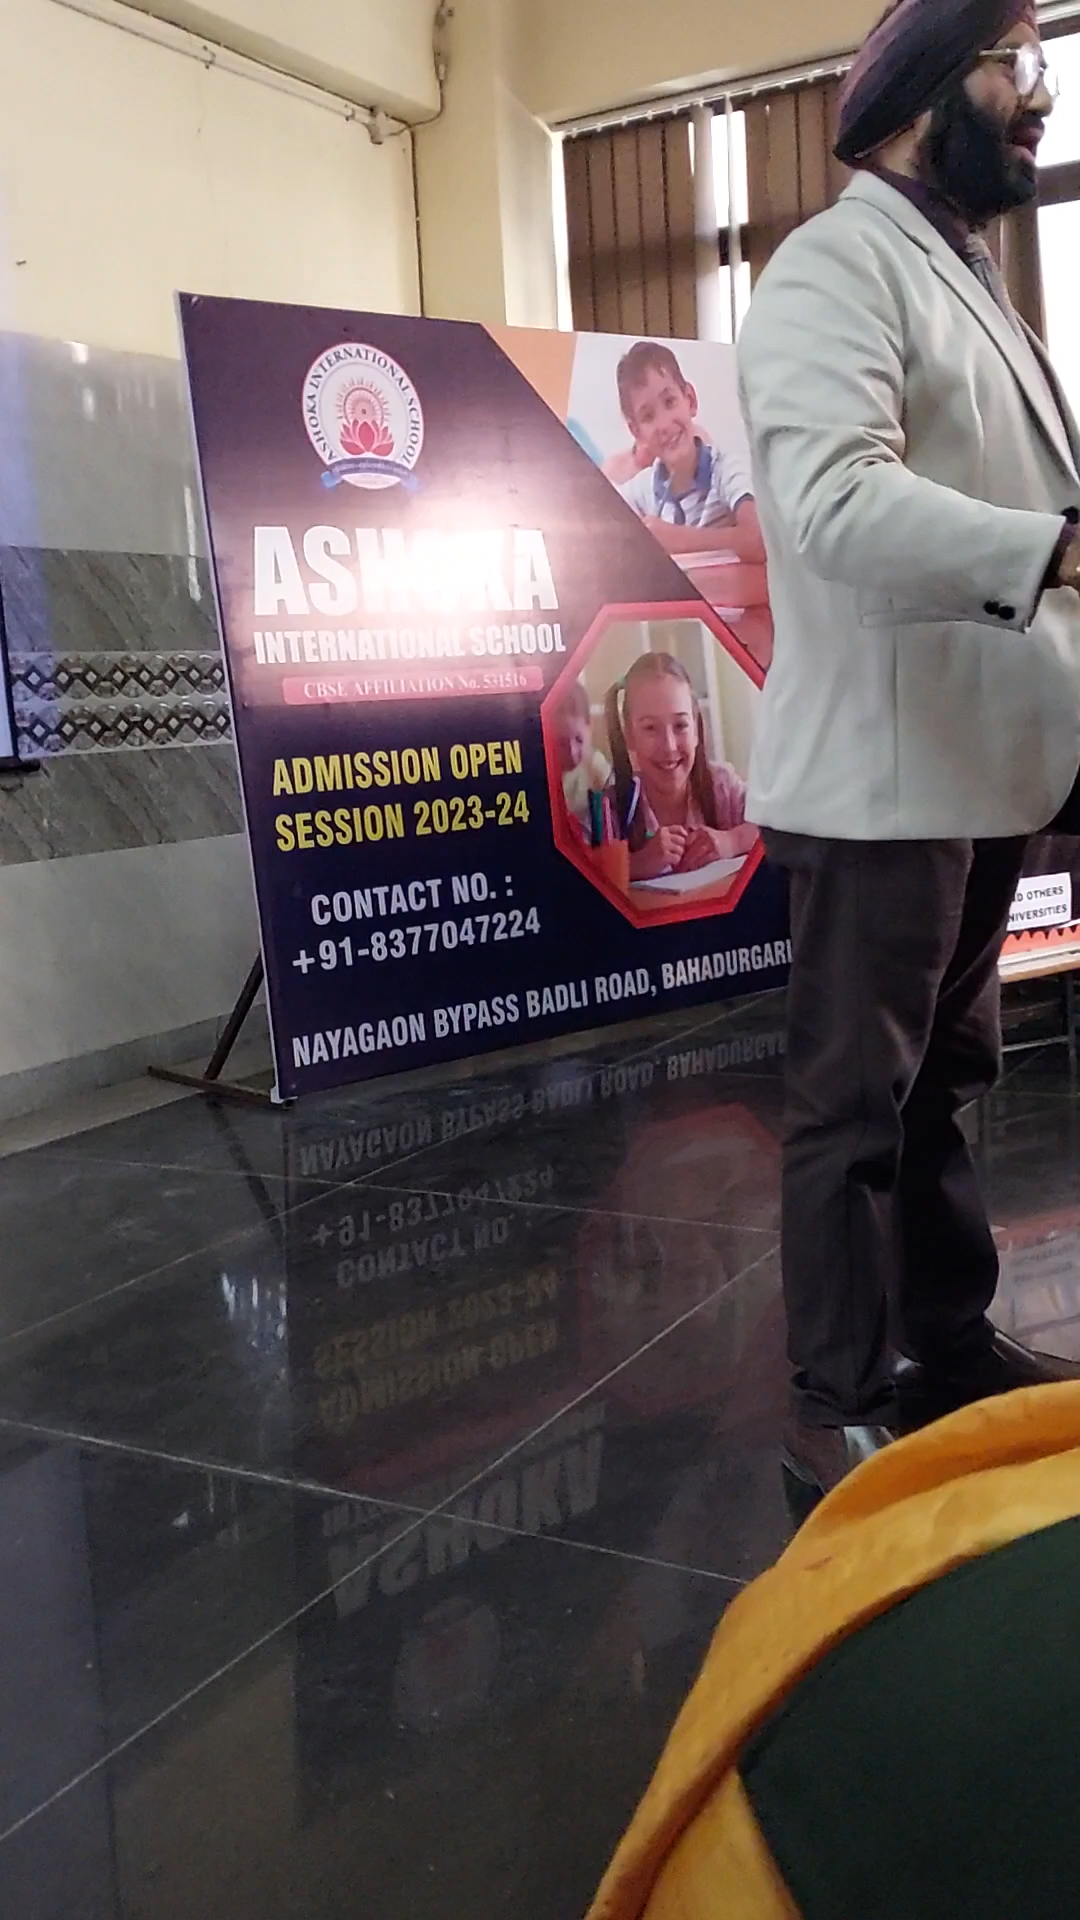 ASHOKA INTERNATIONAL SCHOOL
ASHOKA
INTERNATIONAL SCHOOL
CBSE AFFILIATION No. 531516
ADMISSION OPEN
SESSION 2023-24
CONTACT NO. :
+91-8377047224
NAYAGAON BYPASS BADLI ROAD, BAHADURGARH
OTHERS